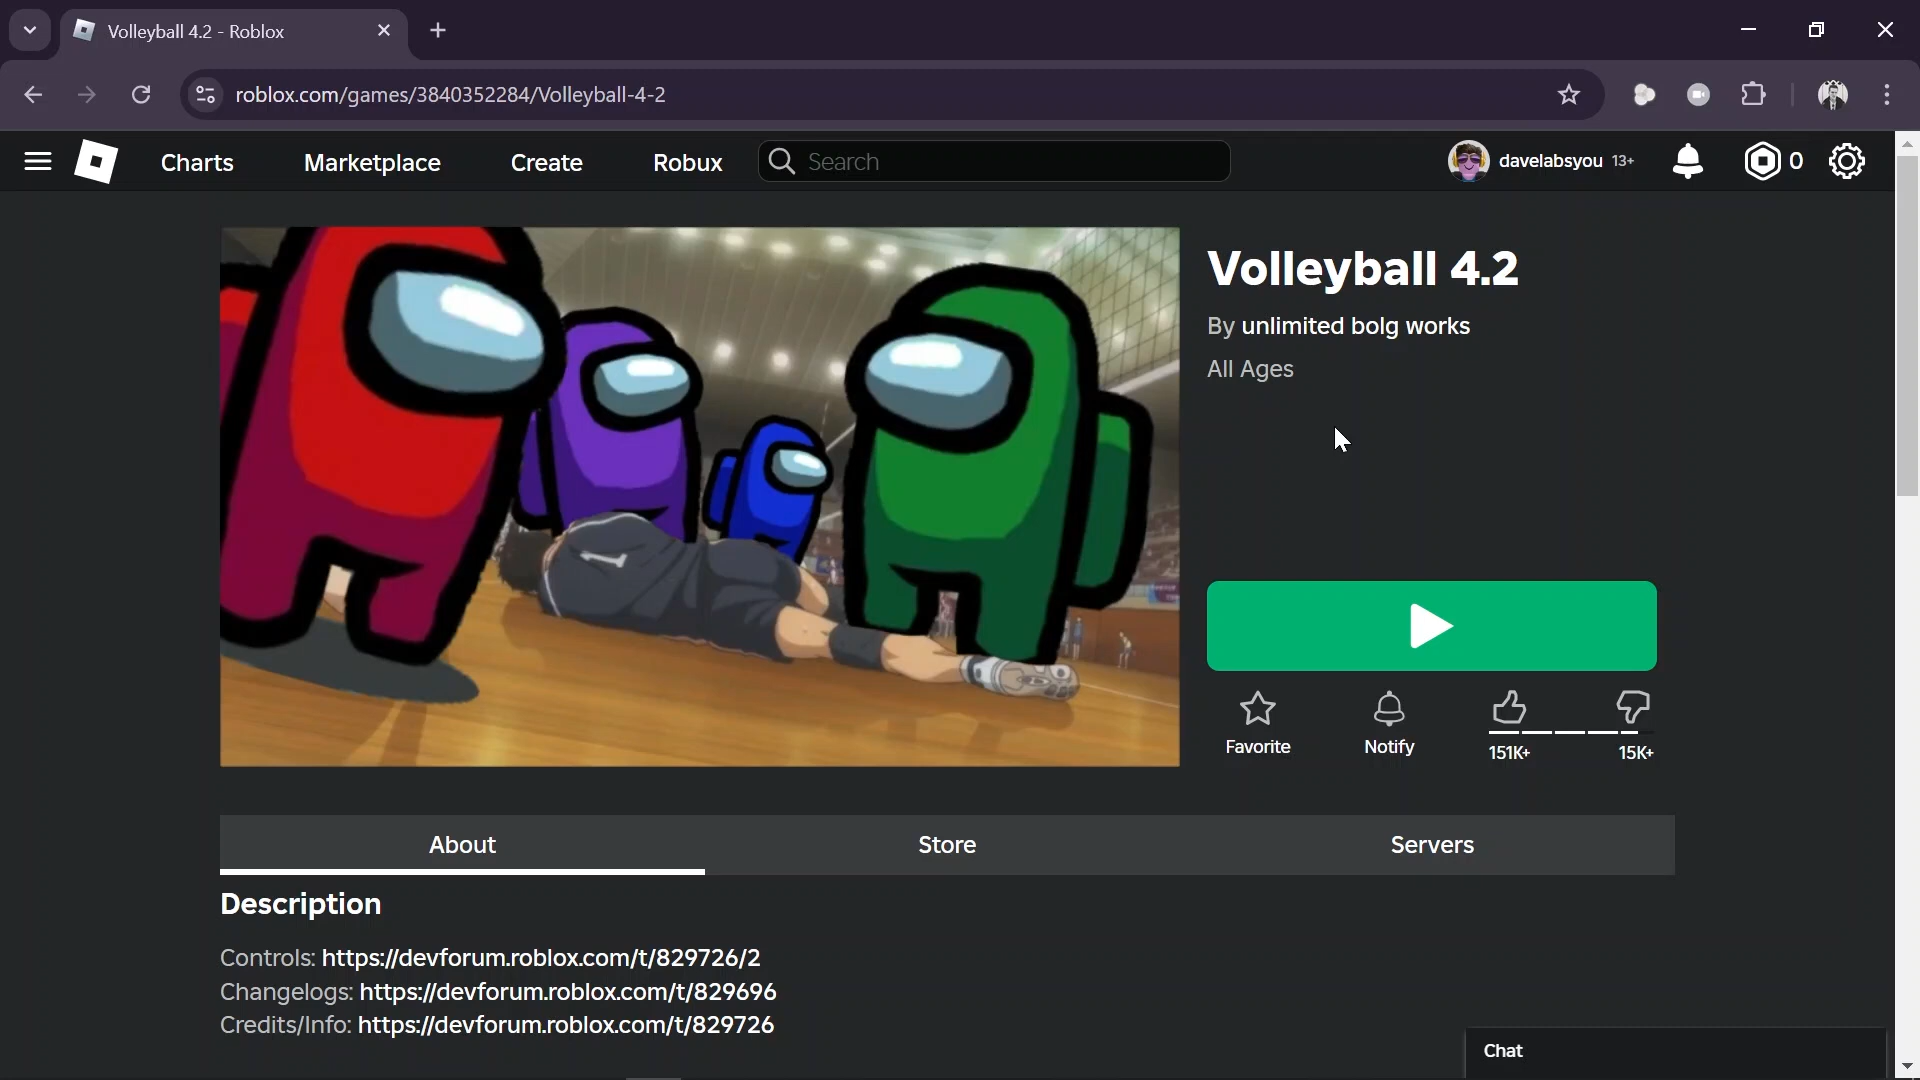 Volleyball 4.2 - Roblox
roblox.com/games/3840352284/Volleyball-4-2
Charts
Marketplace
Create
Robux
Search
davelabsyou 13+
0
Volleyball 4.2
By unlimited bolg works
All Ages
Favorite
Notify
151K+
15K+
About
Store
Servers
Description
Controls: https://devforum.roblox.com/t/829726/2
Changelogs: https://devforum.roblox.com/t/829696
Credits/Info: https://devforum.roblox.com/t/829726
Chat